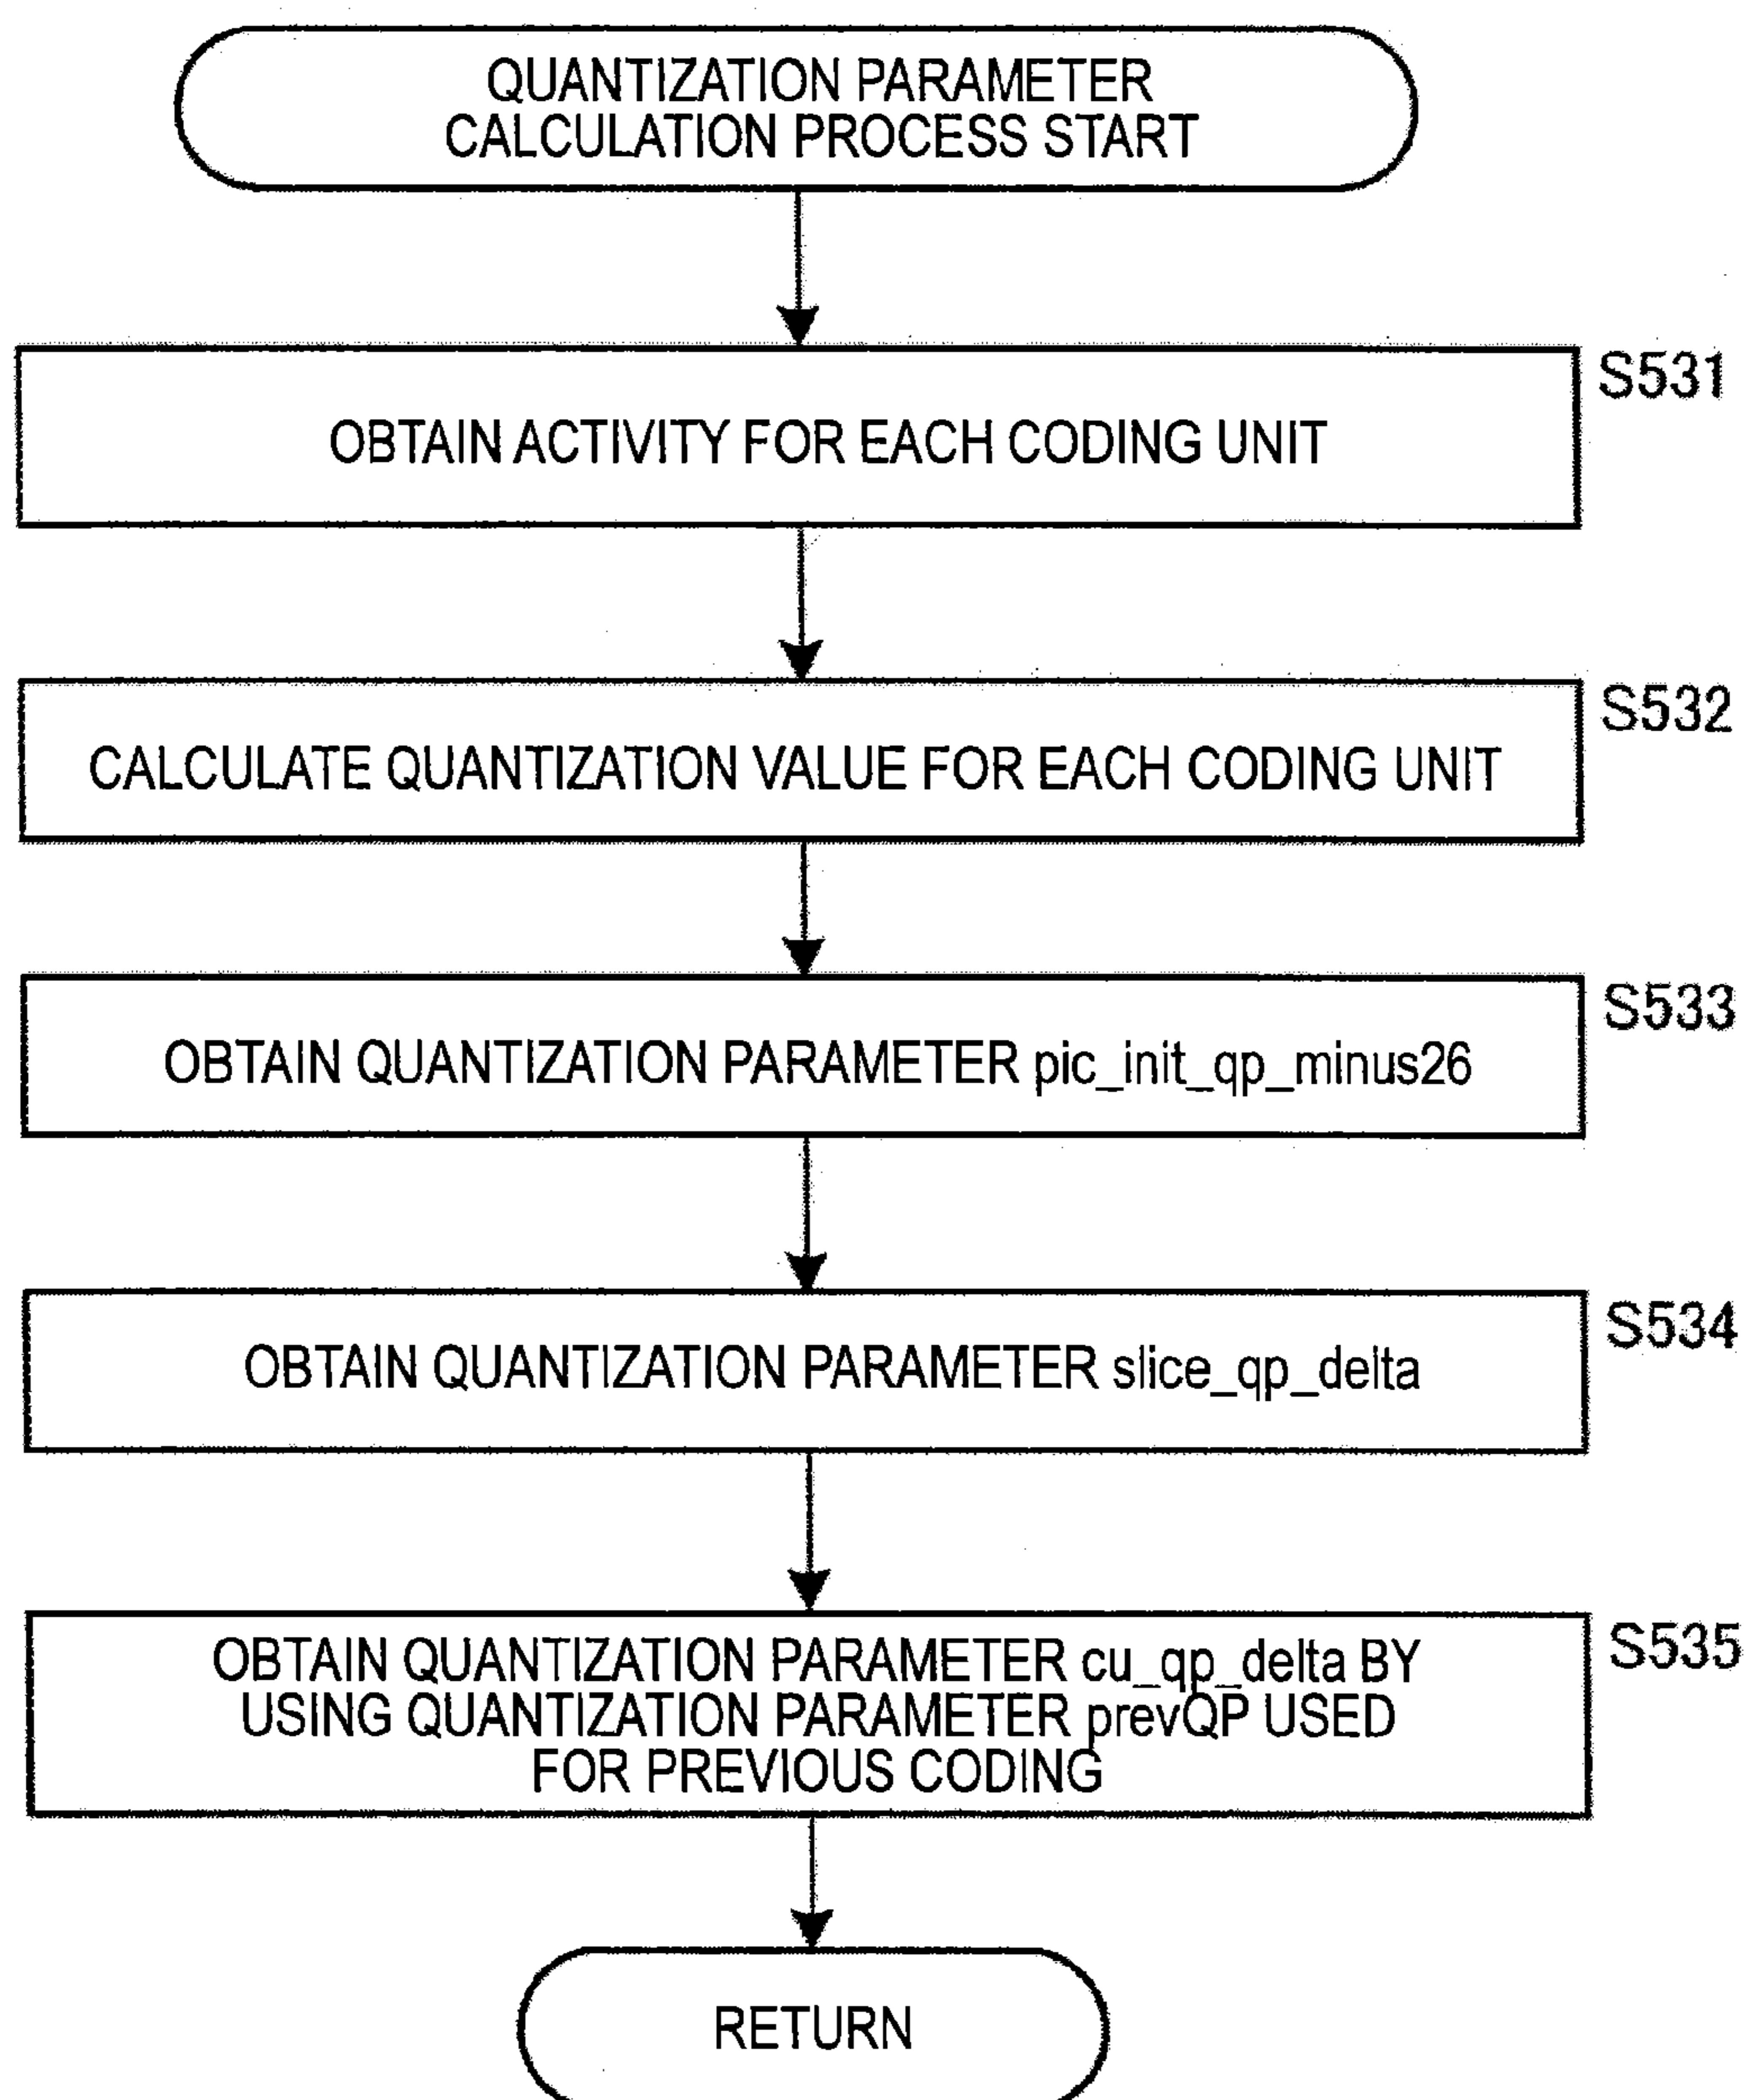 QUANTIZATION PARAMETER
CALCULATION PROCESS START
S531
OBTAIN ACTIVITY FOR EACH CODING UNIT
S532
CALCULATE QUANTIZATION VALUE FOR EACH CODING UNIT
S533
OBTAIN QUANTIZATION PARAMETER pic_init_qp_minus26
S534
OBTAIN QUANTIZATION PARAMETER slice_qp_delta
S535
OBTAIN QUANTIZATION PARAMETER cu_qp_delta BY
USING QUANTIZATION PARAMETER prevQP USED
FOR PREVIOUS CODING
RETURN